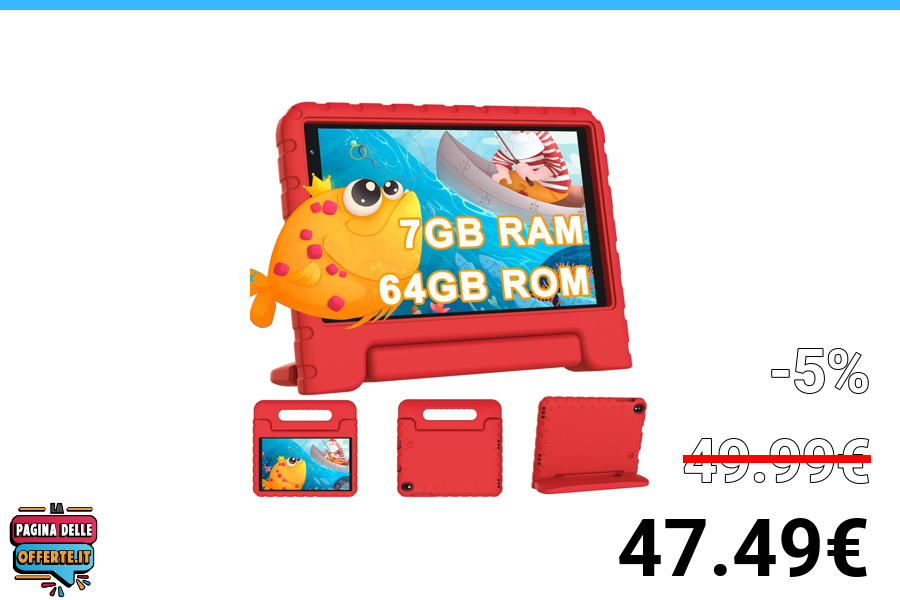 7GB RAM
64GB ROM
-5%
49.99€
47.49€
LA
PAGINA DELLE
OFFERTE.IT